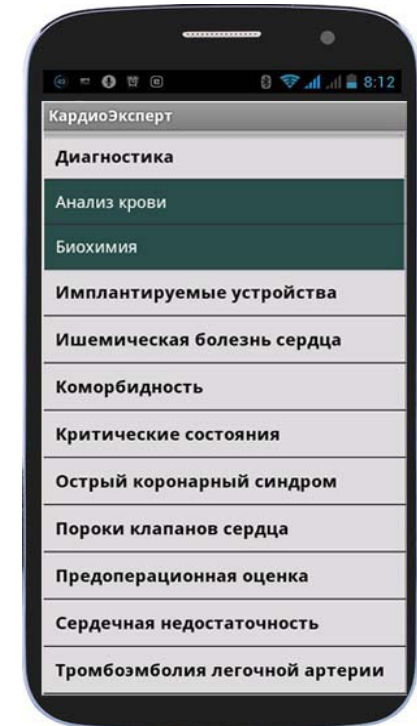 8:12
КардиоЭксперт
Диагностика
Анализ крови
Биохимия
Имплантируемые устройства
Ишемическая болезнь сердца
Коморбидность
Критические состояния
Острый коронарный синдром
Пороки клапанов сердца
Предоперационная оценка
Сердечная недостаточность
Тромбоэмболия легочной артерии